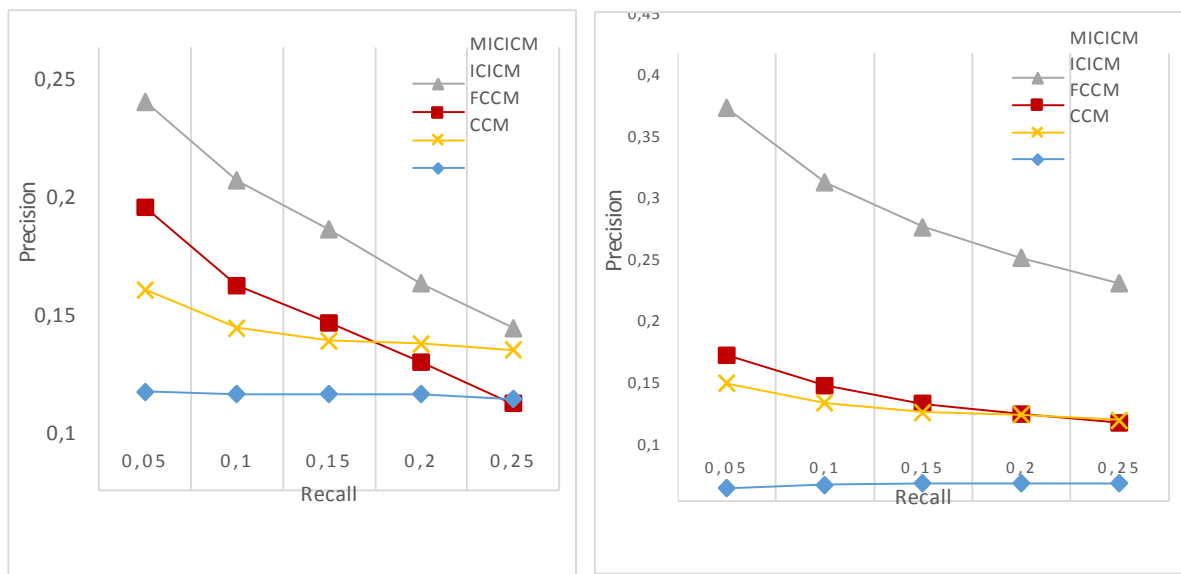 MICICM
ICICM
FCCM
CCM
0,25
0,2
0,15
0,1
Precision
0,05 0,1 0,15 0,2 0,25
Recall
0,45
MICICM
ICICM
FCCM
CCM
0,4
0,35
0,3
0,25
0,2
0,15
0,1
Precision
0,05 0,1 0,15 0,2 0,25
Recall